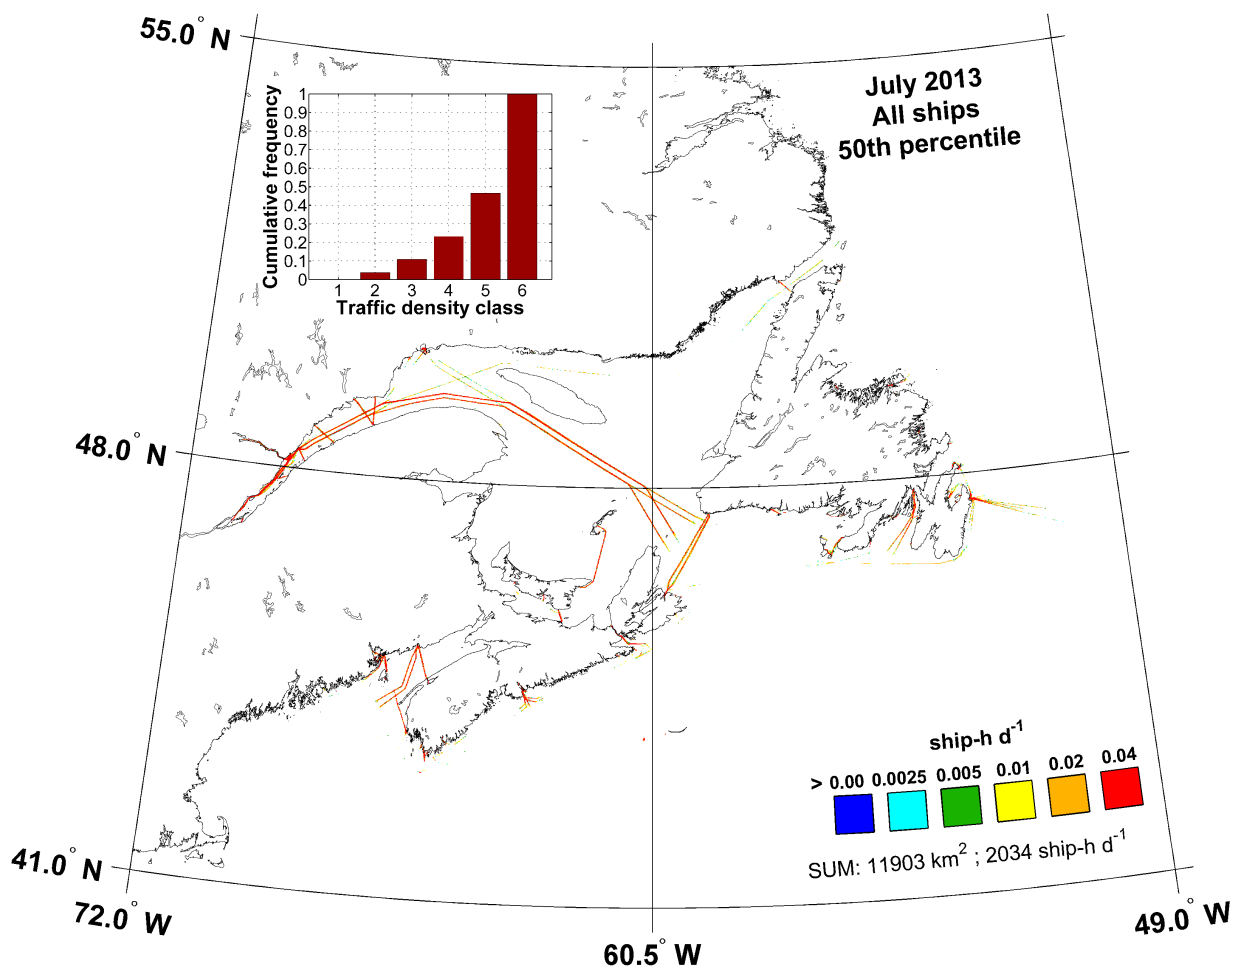 55.0° N
July 2013
All ships
50th percentile
Cumulative frequency
1
0.9
0.8
0.7
0.6
0.5
0.4
0.3
0.2
0.1
0
1 2 3 4 5 6
Traffic density class
48.0° N
ship-h d⁻¹
> 0.00 0.0025 0.005 0.01 0.02 0.04
SUM: 11903 km² ; 2034 ship-h d⁻¹
41.0° N
72.0° W
60.5° W
49.0° W